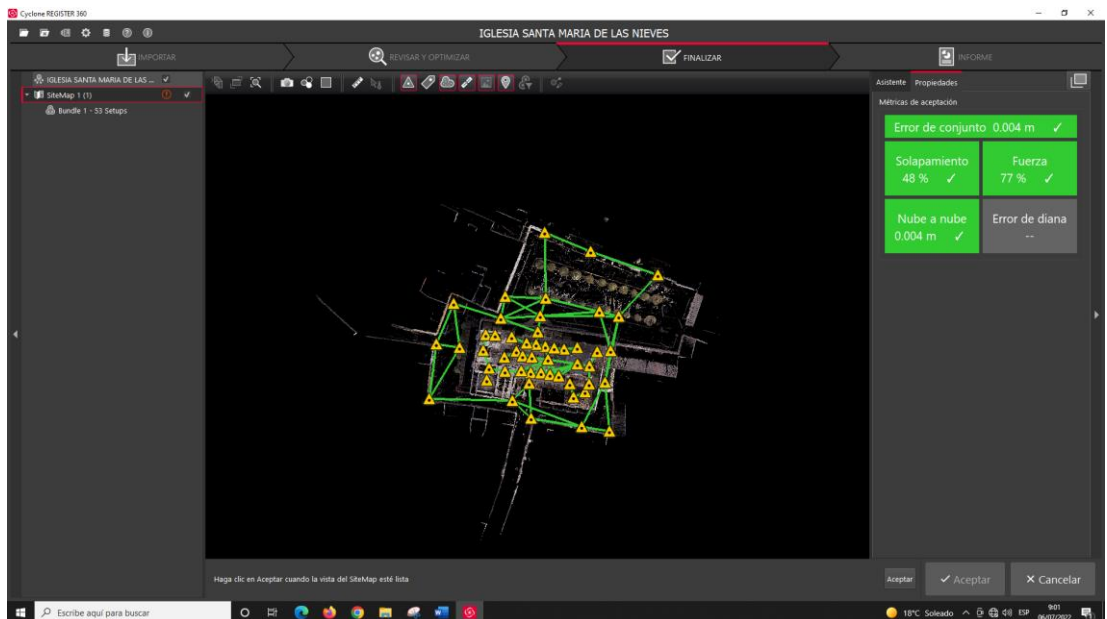 Cyclone REGISTER 360
IGLESIA SANTA MARIA DE LAS NIEVES
IMPORTAR
REVISAR Y OPTIMIZAR
FINALIZAR
INFORME
IGLESIA SANTA MARIA DE LAS ...
SiteMap 1 (1)
Bundle 1 - 53 Setups
Asistente Propiedades
Métricas de aceptación
Error de conjunto 0.004 m
Solapamiento
48 %
Fuerza
77 %
Nube a nube
0.004 m
Error de diana
--
Haga clic en Aceptar cuando la vista del SiteMap esté lista
Aceptar
Aceptar
Cancelar
Escribe aquí para buscar
18°C Soleado
ESP
9:01
06/07/2022